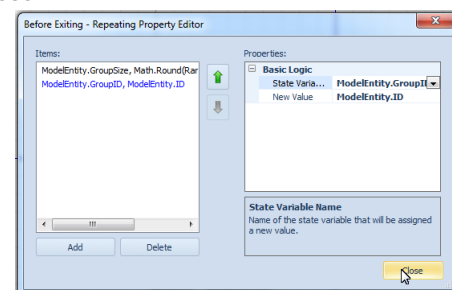 Before Exiting - Repeating Property Editor
Items:
ModelEntity.GroupSize, Math.Round(Rar
ModelEntity.GroupID, ModelEntity.ID
Add
Delete
Properties:
Basic Logic
State Varia... ModelEntity.GroupII
New Value ModelEntity.ID
State Variable Name
Name of the state variable that will be assigned
a new value.
Close